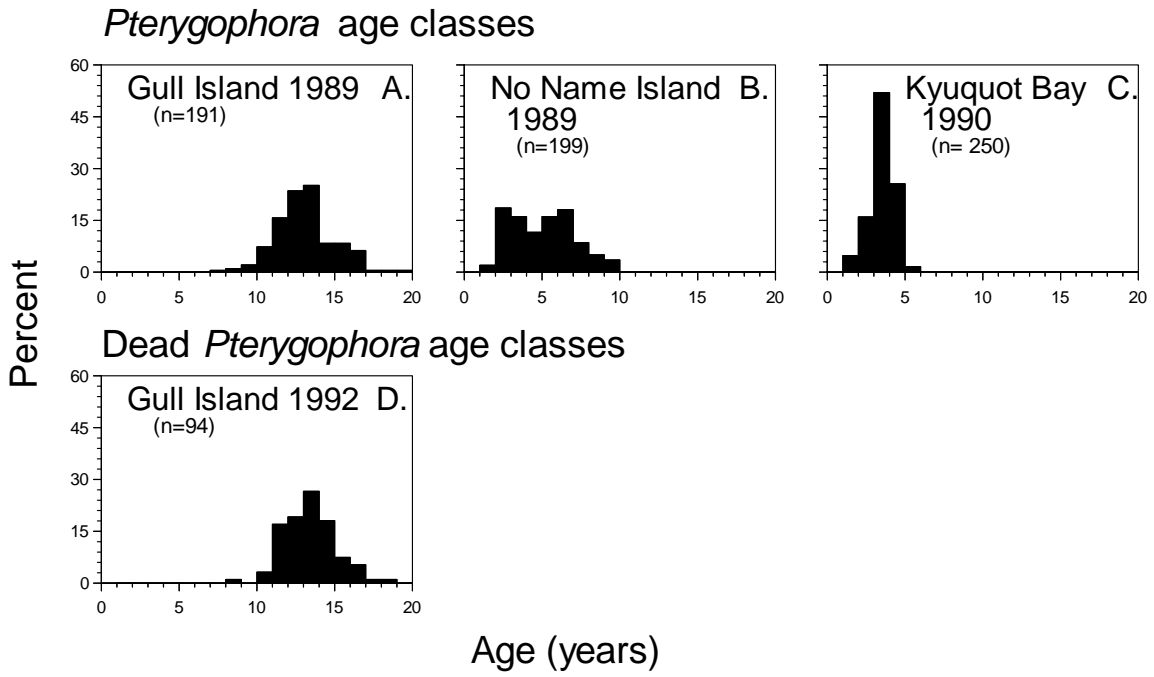 Pterygophora age classes
Gull Island 1989 A.
(n=191)
No Name Island B.
1989
(n=199)
Kyuquot Bay C.
1990
(n= 250)
60
45
30
15
0
0 5 10 15 20
0 5 10 15 20
0 5 10 15 20
Percent
Dead Pterygophora age classes
Gull Island 1992 D.
(n=94)
60
45
30
15
0
0 5 10 15 20
Age (years)